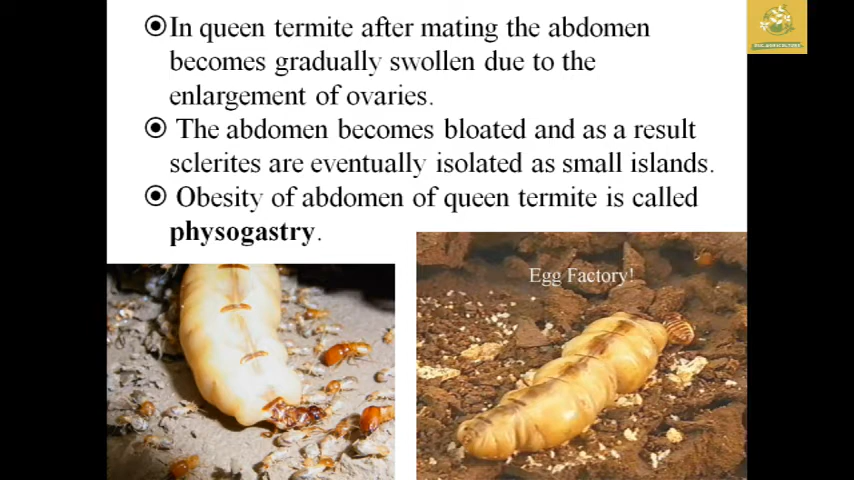 In queen termite after mating the abdomen
becomes gradually swollen due to the
enlargement of ovaries.
The abdomen becomes bloated and as a result
sclerites are eventually isolated as small islands.
Obesity of abdomen of queen termite is called
physogastry.
Egg Factory!